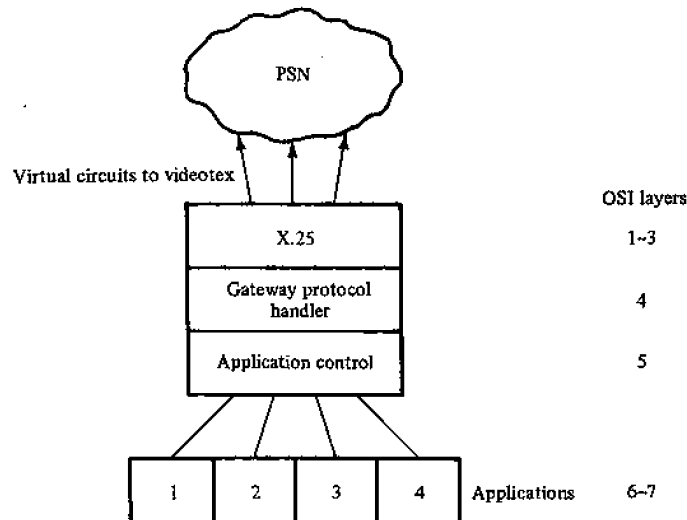 PSN
Virtual circuits to videotex
OSI layers
X.25
1-3
Gateway protocol
handler
4
Application control
5
1
2
3
4
Applications
6-7